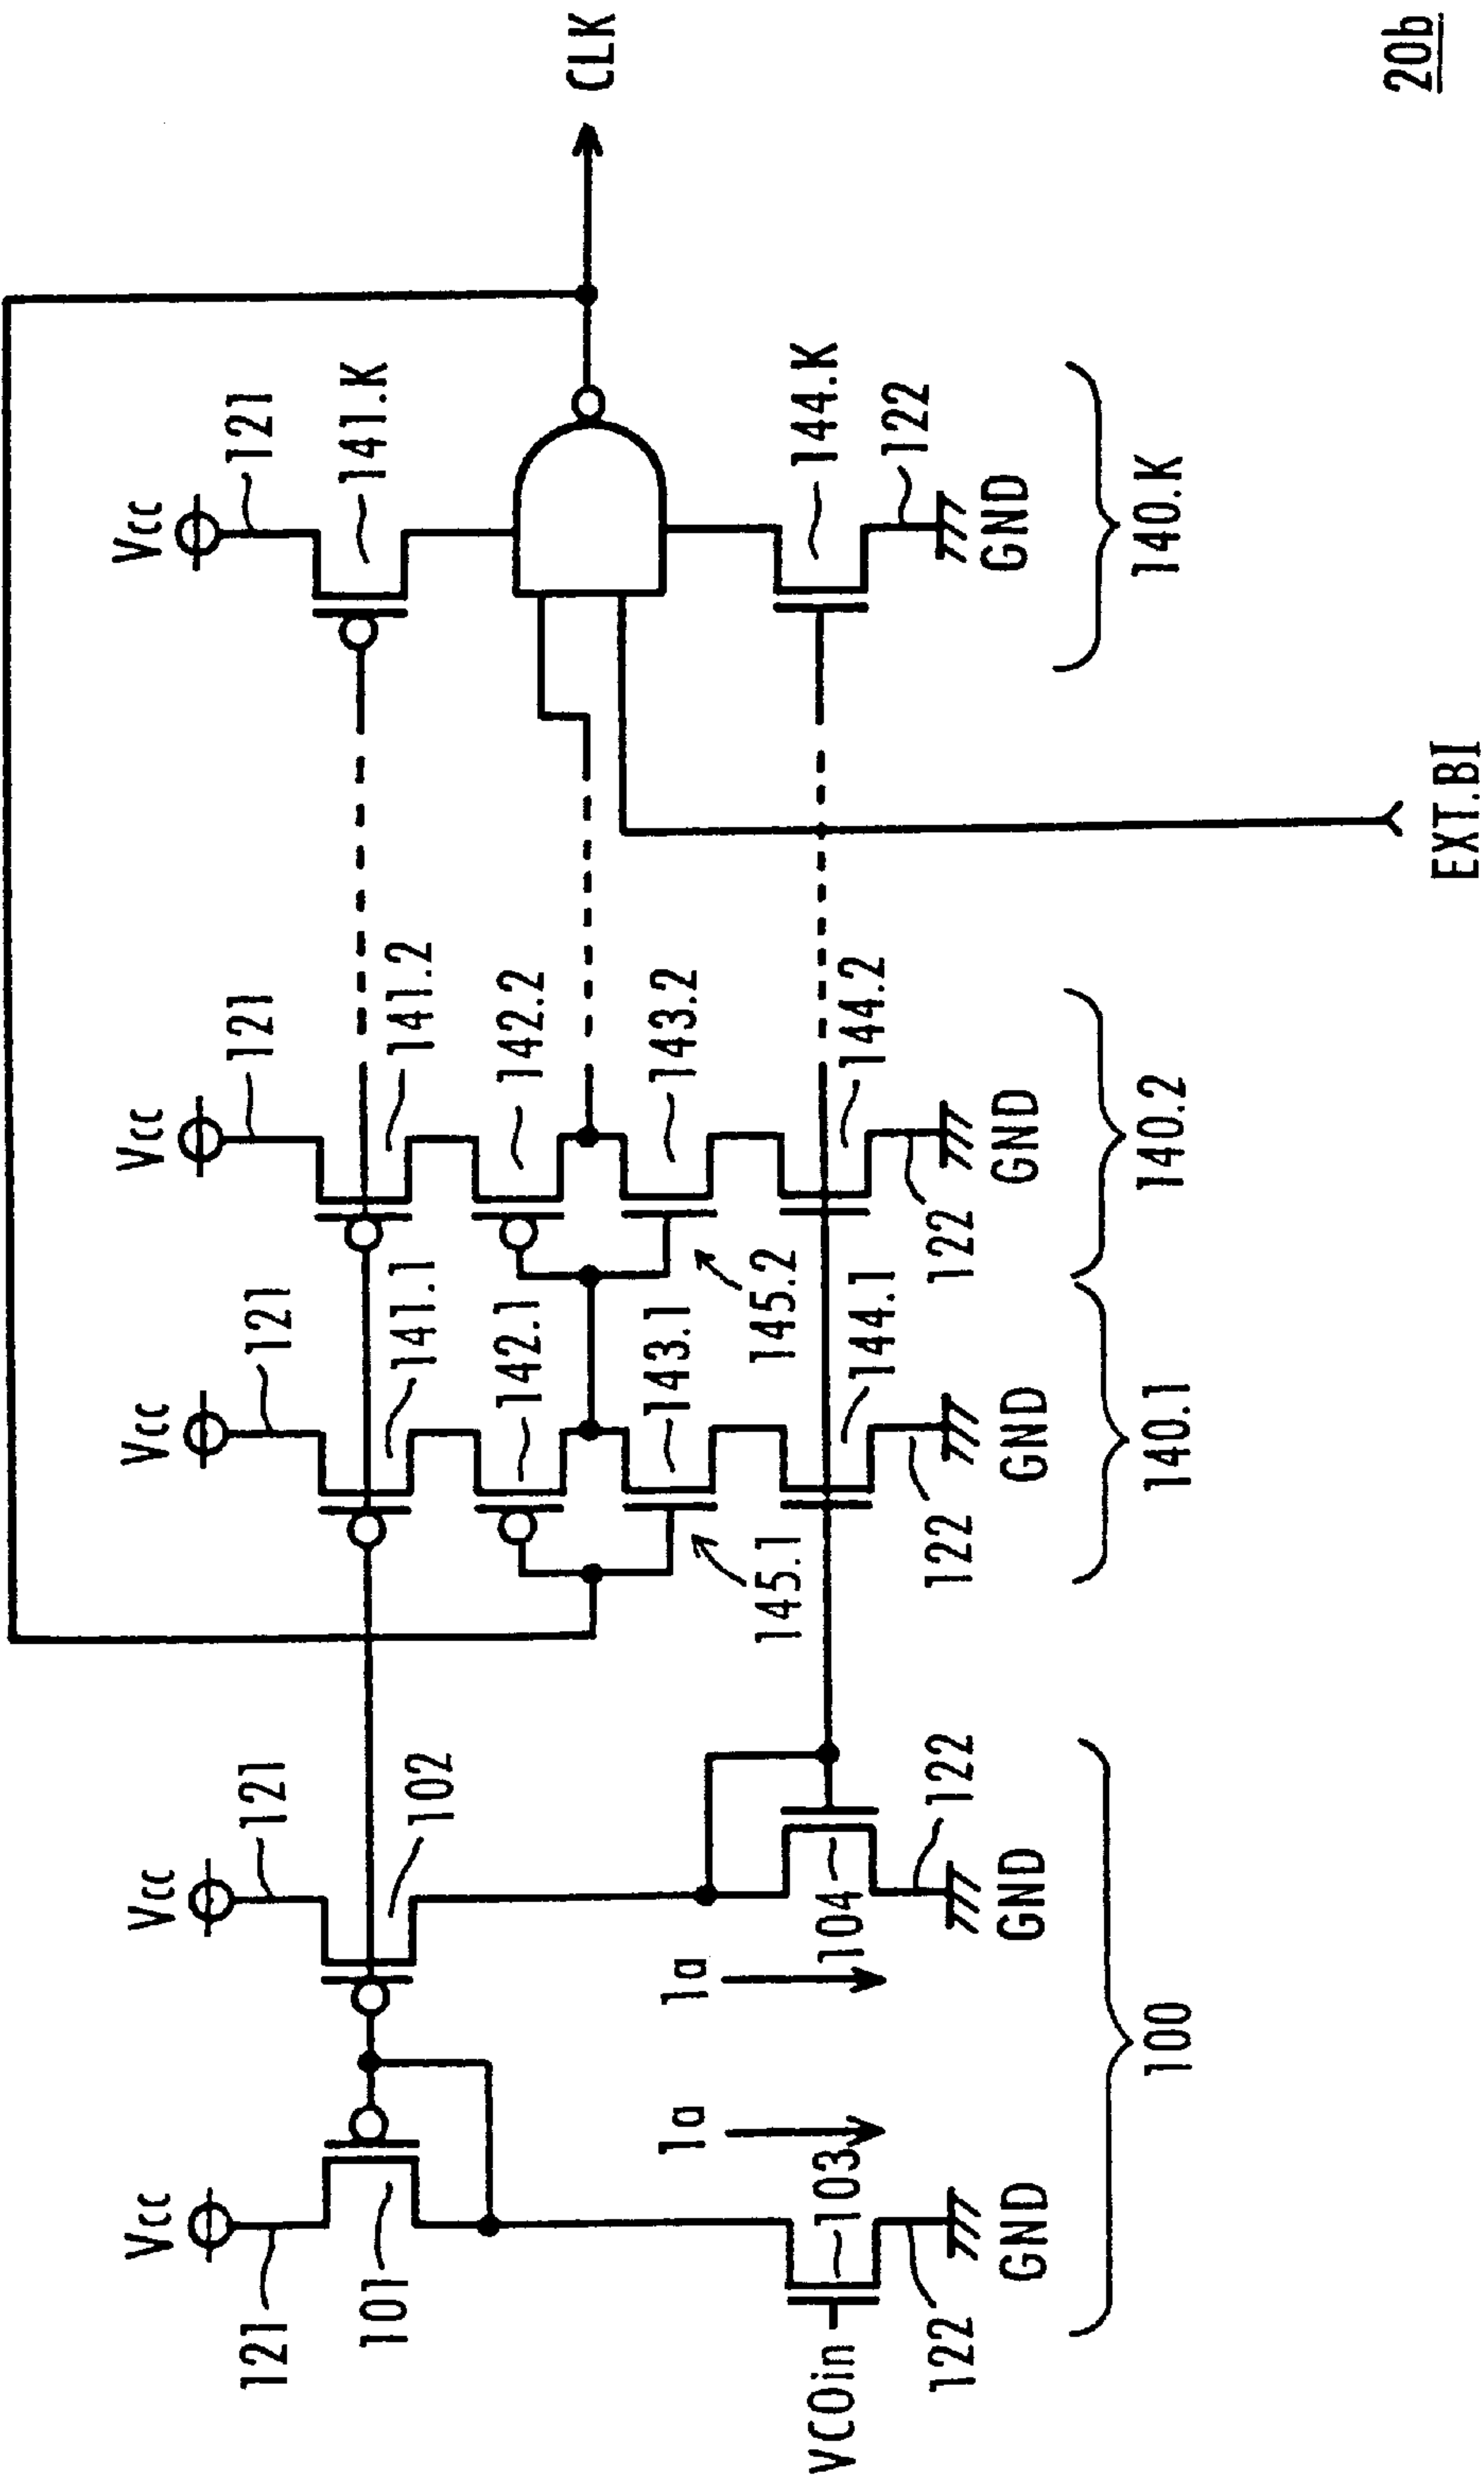 Vcc
Vcc
Vcc
Vcc
Vcc
121
121
121
121
121
101
102
141.1
141.2
141.K
142.1
142.2
CLK
143.1
143.2
Ia
Ia
145.1
145.2
VCOin
103
104
144.1
144.2
144.K
122
122
122
122
122
GND
GND
GND
GND
GND
100
140.1
140.2
140.K
EXT.BI
20b